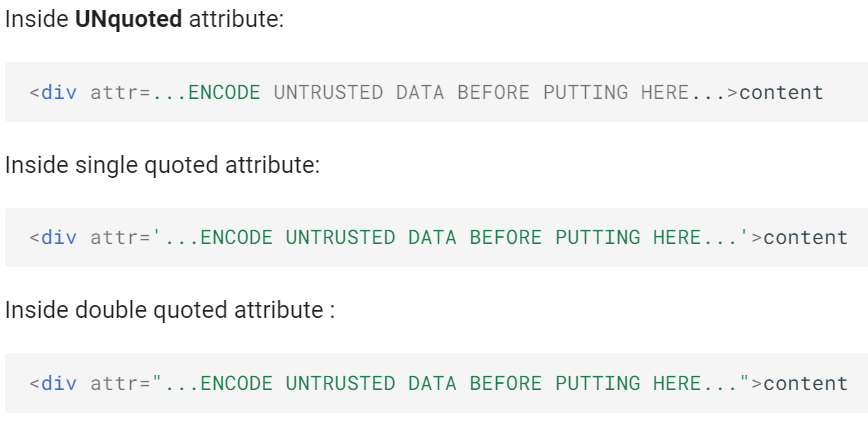 Inside UNquoted attribute:
<div attr=...ENCODE UNTRUSTED DATA BEFORE PUTTING HERE...>content
Inside single quoted attribute:
<div attr='...ENCODE UNTRUSTED DATA BEFORE PUTTING HERE...'>content
Inside double quoted attribute :
<div attr="...ENCODE UNTRUSTED DATA BEFORE PUTTING HERE...">content